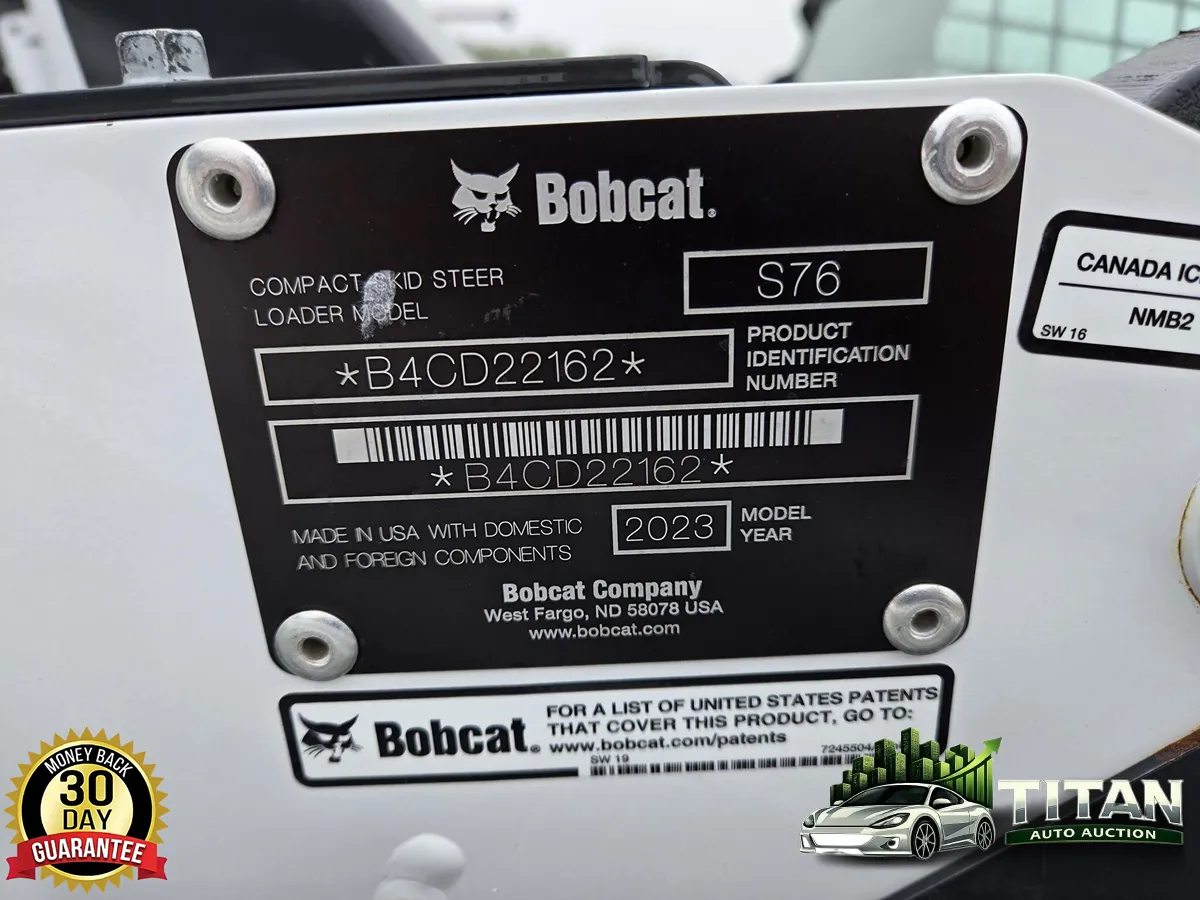 Bobcat®
COMPACT SKID STEER
LOADER MODEL
S76
*B4CD22162*
PRODUCT
IDENTIFICATION
NUMBER
*B4CD22162*
MADE IN USA WITH DOMESTIC
AND FOREIGN COMPONENTS
2023
MODEL
YEAR
Bobcat Company
West Fargo, ND 58078 USA
www.bobcat.com
CANADA
NMB2
SW 16
Bobcat®
FOR A LIST OF UNITED STATES PATENTS
THAT COVER THIS PRODUCT, GO TO:
www.bobcat.com/patents
SW 19
7245504
MONEY BACK
30
DAY
GUARANTEE
TITAN
AUTO AUCTION